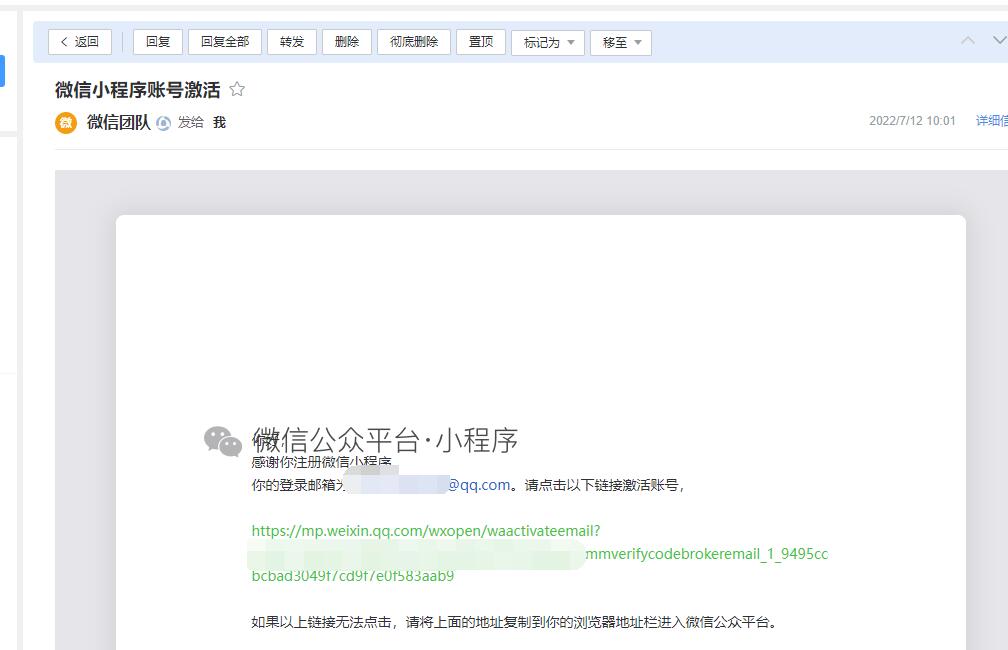 返回 回复 回复全部 转发 删除 彻底删除 置顶 标记为 移至
微信小程序账号激活
微 微信团队 发给 我
2022/7/12 10:01 详细信
微信公众平台·小程序
你好,
感谢你注册微信小程序
你的登录邮箱为 @qq.com。请点击以下链接激活账号，
https://mp.weixin.qq.com/wxopen/waactivateemail?
mmverifycodebrokeremail_1_9495cc
bcbad3049f7cd9f7e0f583aab9
如果以上链接无法点击，请将上面的地址复制到你的浏览器地址栏进入微信公众平台。